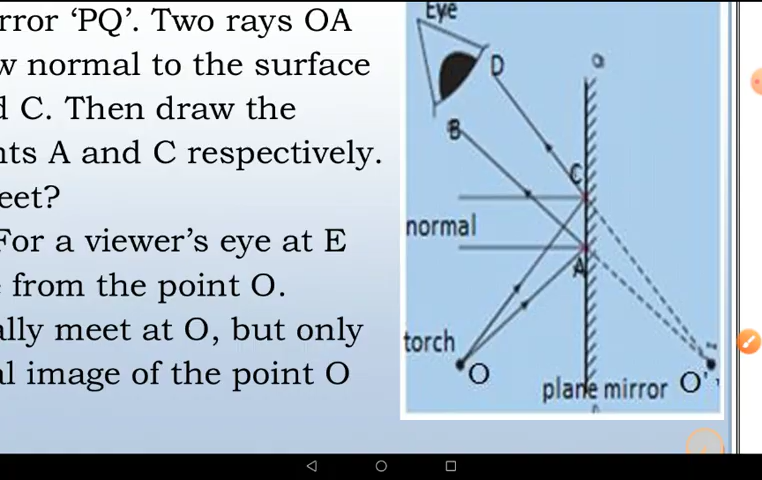 rror ‘PQ’. Two rays OA
w normal to the surface
d C. Then draw the
nts A and C respectively.
eet?
For a viewer’s eye at E
from the point O.
ally meet at O, but only
al image of the point O
Eye
D
Q
B
C
normal
A
torch
O
plane mirror O'